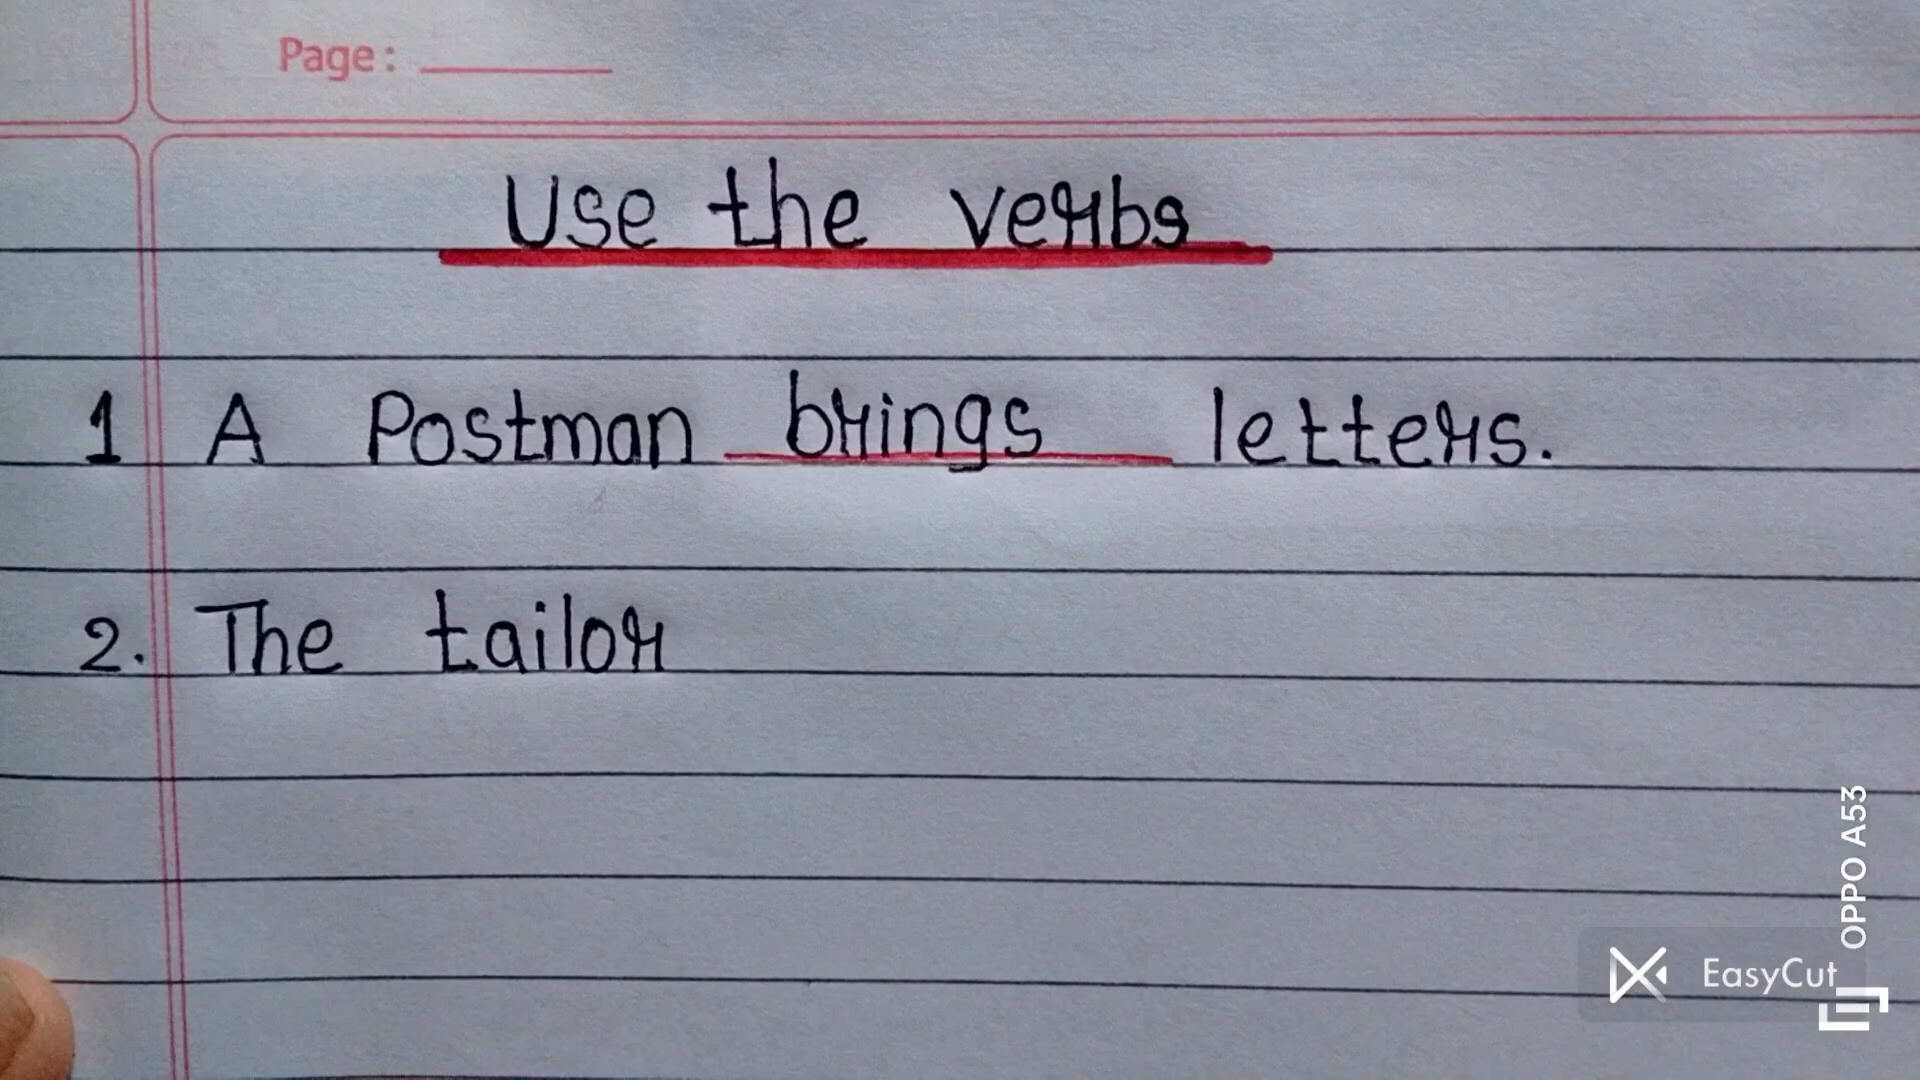 Page :
Use the verbs
1 A Postman brings letters.
2. The tailor
OPPO A53
EasyCut